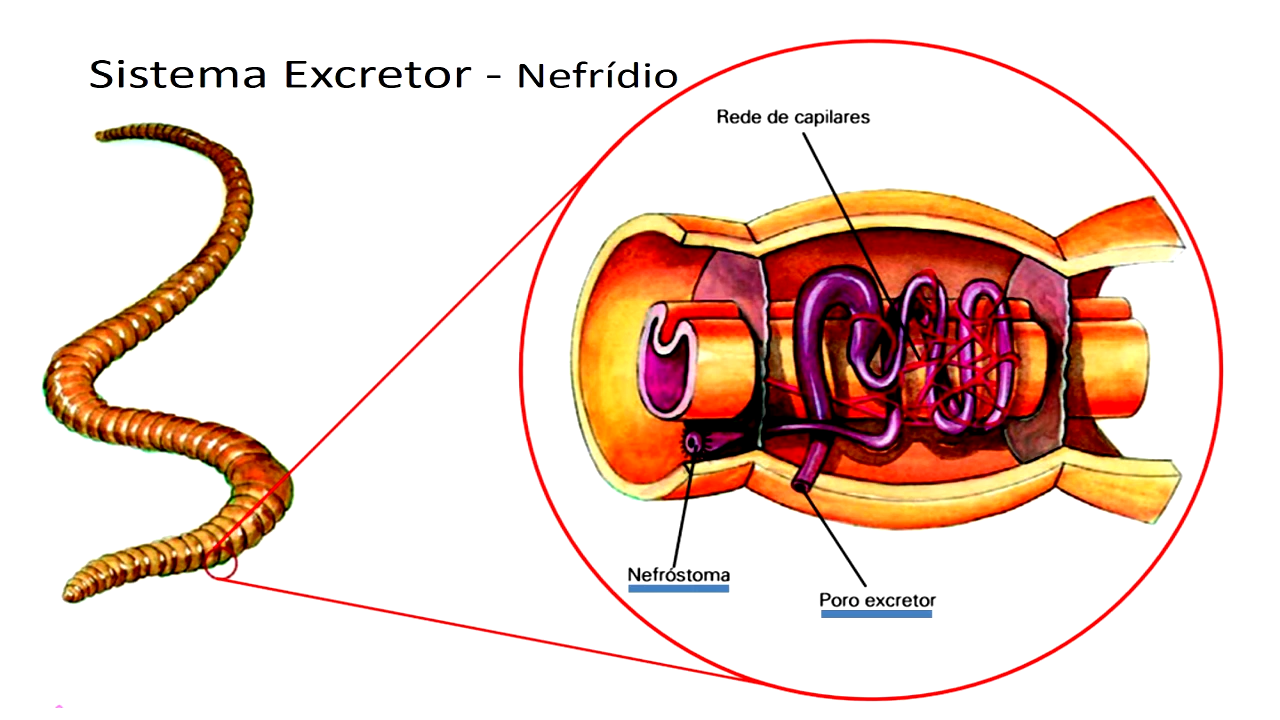 Sistema Excretor - Nefrídio
Rede de capilares
Nefróstoma
Poro excretor